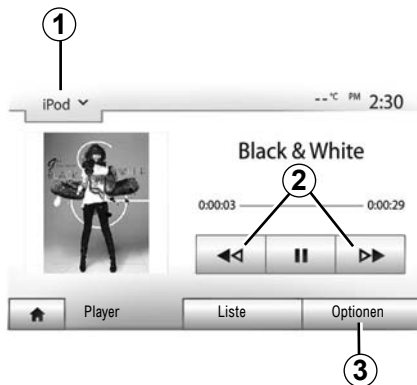 1
iPod
--°C PM 2:30
Black & White
2
0:00:03 0:00:29
Player Liste Optionen
3